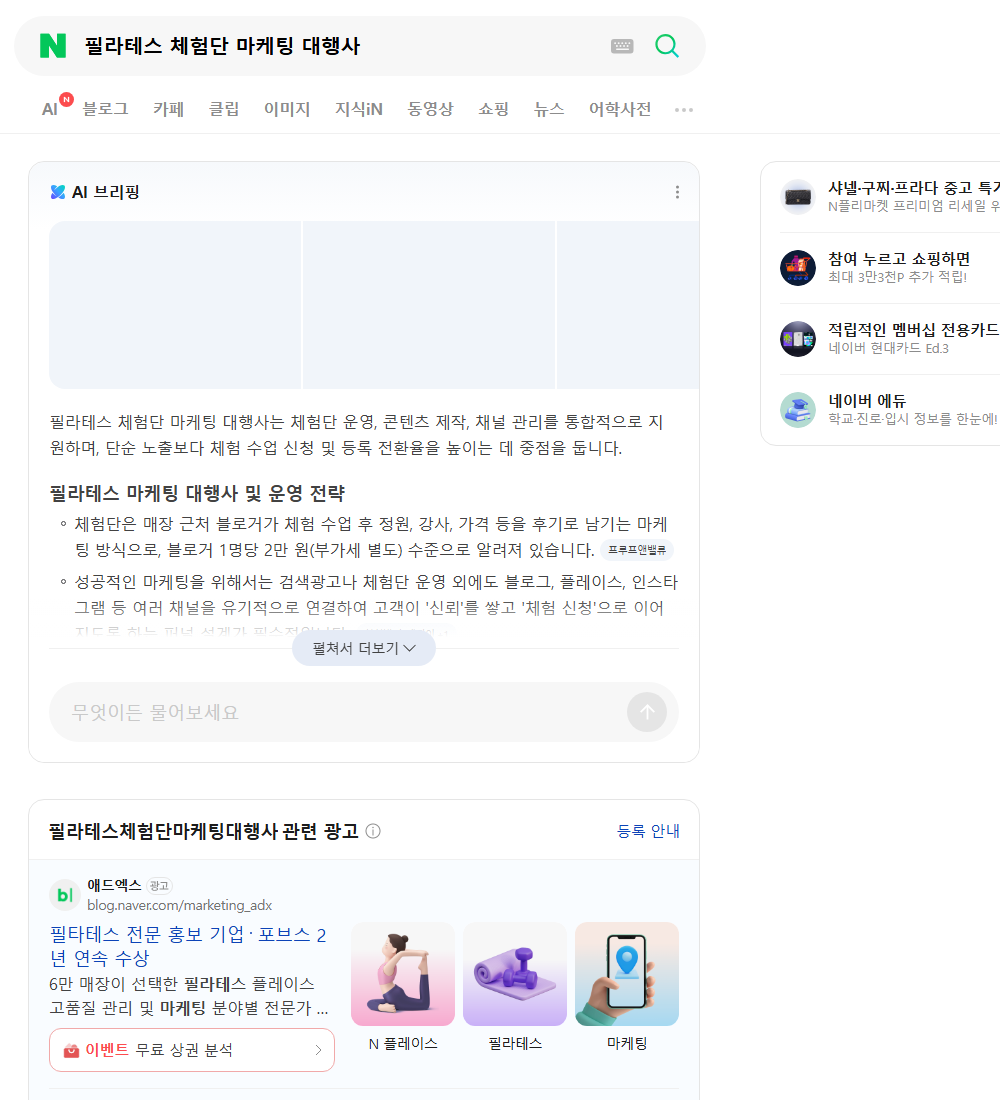 N 필라테스 체험단 마케팅 대행사
AI N 블로그 카페 클립 이미지 지식iN 동영상 쇼핑 뉴스 어학사전
AI 브리핑
필라테스 체험단 마케팅 대행사는 체험단 운영, 콘텐츠 제작, 채널 관리를 통합적으로 지
원하며, 단순 노출보다 체험 수업 신청 및 등록 전환율을 높이는 데 중점을 둡니다.
필라테스 마케팅 대행사 및 운영 전략
체험단은 매장 근처 블로거가 체험 수업 후 정원, 강사, 가격 등을 후기로 남기는 마케
팅 방식으로, 블로거 1명당 2만 원(부가세 별도) 수준으로 알려져 있습니다. 프루프앤밸류
성공적인 마케팅을 위해서는 검색광고나 체험단 운영 외에도 블로그, 플레이스, 인스타
그램 등 여러 채널을 유기적으로 연결하여 고객이 '신뢰'를 쌓고 '체험 신청'으로 이어
지도록 하는 퍼널 설계가 필수적입니다.
펼쳐서 더보기
무엇이든 물어보세요
필라테스체험단마케팅대행사 관련 광고
등록 안내
bl
애드엑스 광고
blog.naver.com/marketing_adx
필타테스 전문 홍보 기업 · 포브스 2
년 연속 수상
6만 매장이 선택한 필라테스 플레이스
고품질 관리 및 마케팅 분야별 전문가 ...
이벤트 무료 상권 분석
N 플레이스
필라테스
마케팅
샤넬·구찌·프라다 중고 특가
N플리마켓 프리미엄 리세일
참여 누르고 쇼핑하면
최대 3만3천P 추가 적립!
적립적인 멤버십 전용카드
네이버 현대카드 Ed.3
네이버 에듀
학교·진로·입시 정보를 한눈에!